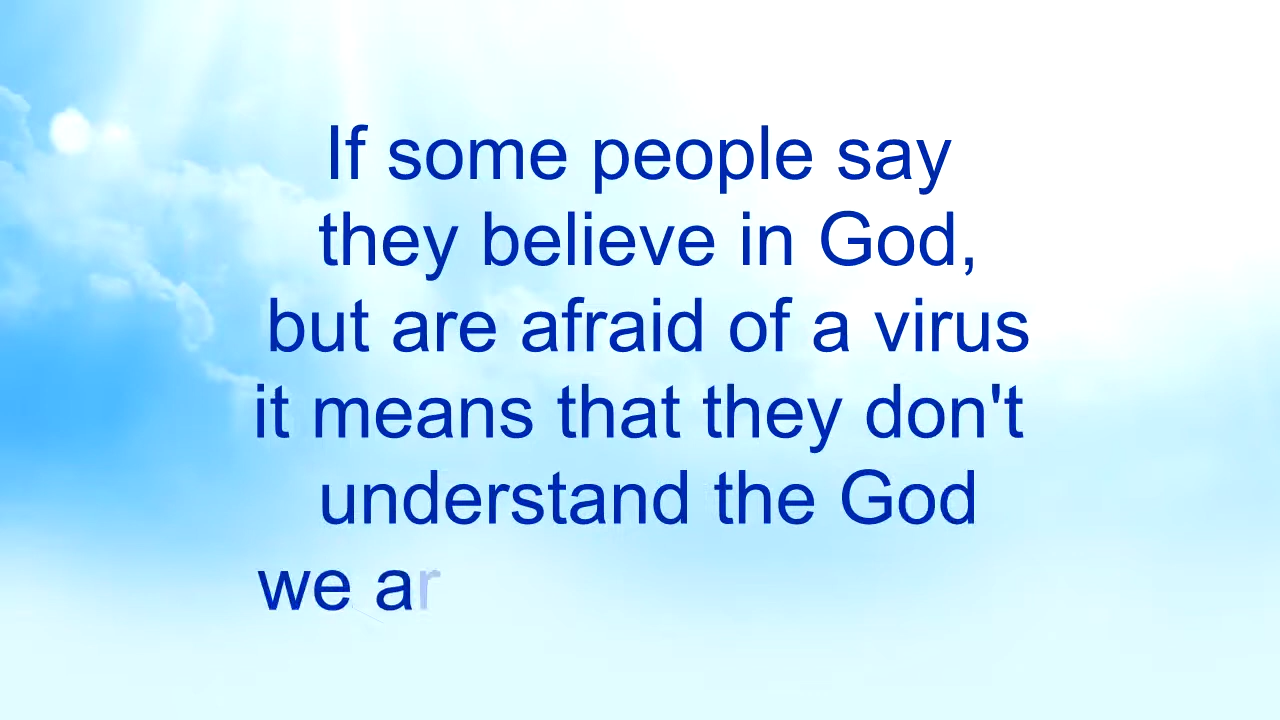 If some people say
they believe in God,
but are afraid of a virus
it means that they don't
understand the God
we ar